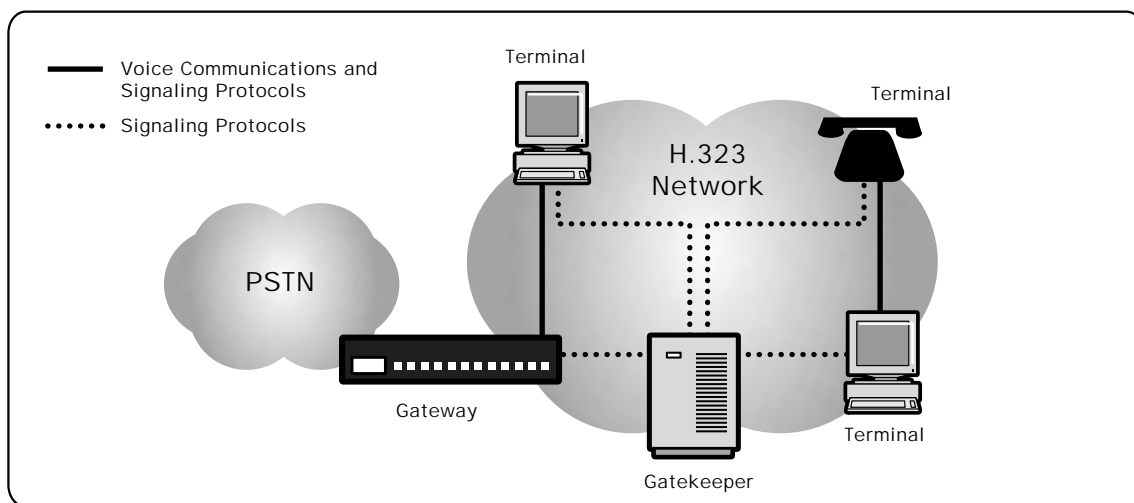 Voice Communications and
Signaling Protocols
Signaling Protocols
Terminal
Terminal
H.323
Network
PSTN
Gateway
Terminal
Gatekeeper